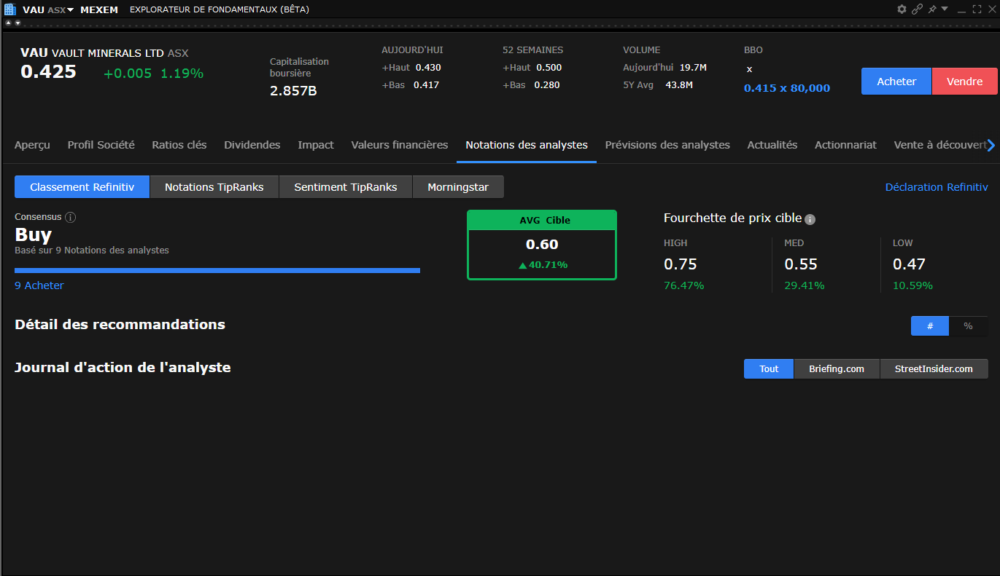 VAU ASX MEXEM EXPLORATEUR DE FONDAMENTAUX (BÊTA)
VAU VAULT MINERALS LTD ASX
0.425 +0.005 1.19%
Capitalisation
boursière
2.857B
AUJOURD'HUI
+Haut 0.430
+Bas 0.417
52 SEMAINES
+Haut 0.500
+Bas 0.280
VOLUME
Aujourd'hui 19.7M
5Y Avg 43.8M
BBO
x
0.415 x 80,000
Acheter Vendre
Aperçu Profil Société Ratios clés Dividendes Impact Valeurs financières Notations des analystes Prévisions des analystes Actualités Actionnariat Vente à découvert
Classement Refinitiv Notations TipRanks Sentiment TipRanks Morningstar Déclaration Refinitiv
Consensus i
Buy
Basé sur 9 Notations des analystes
9 Acheter
AVG Cible
0.60
▲40.71%
Fourchette de prix cible i
HIGH MED LOW
0.75 0.55 0.47
76.47% 29.41% 10.59%
Détail des recommandations # %
Journal d'action de l'analyste Tout Briefing.com StreetInsider.com